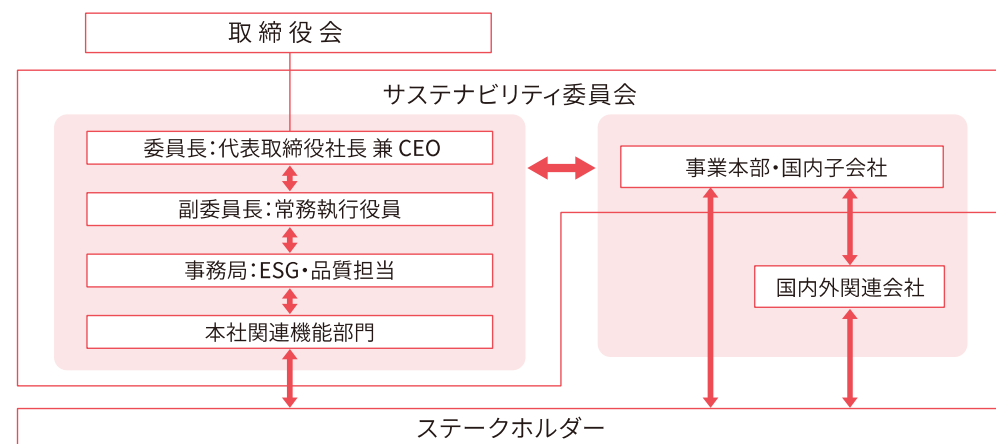 取締役会
サステナビリティ委員会
委員長：代表取締役社長 兼 CEO
副委員長：常務執行役員
事務局：ESG・品質担当
本社関連機能部門
事業本部・国内子会社
国内外関連会社
ステークホルダー